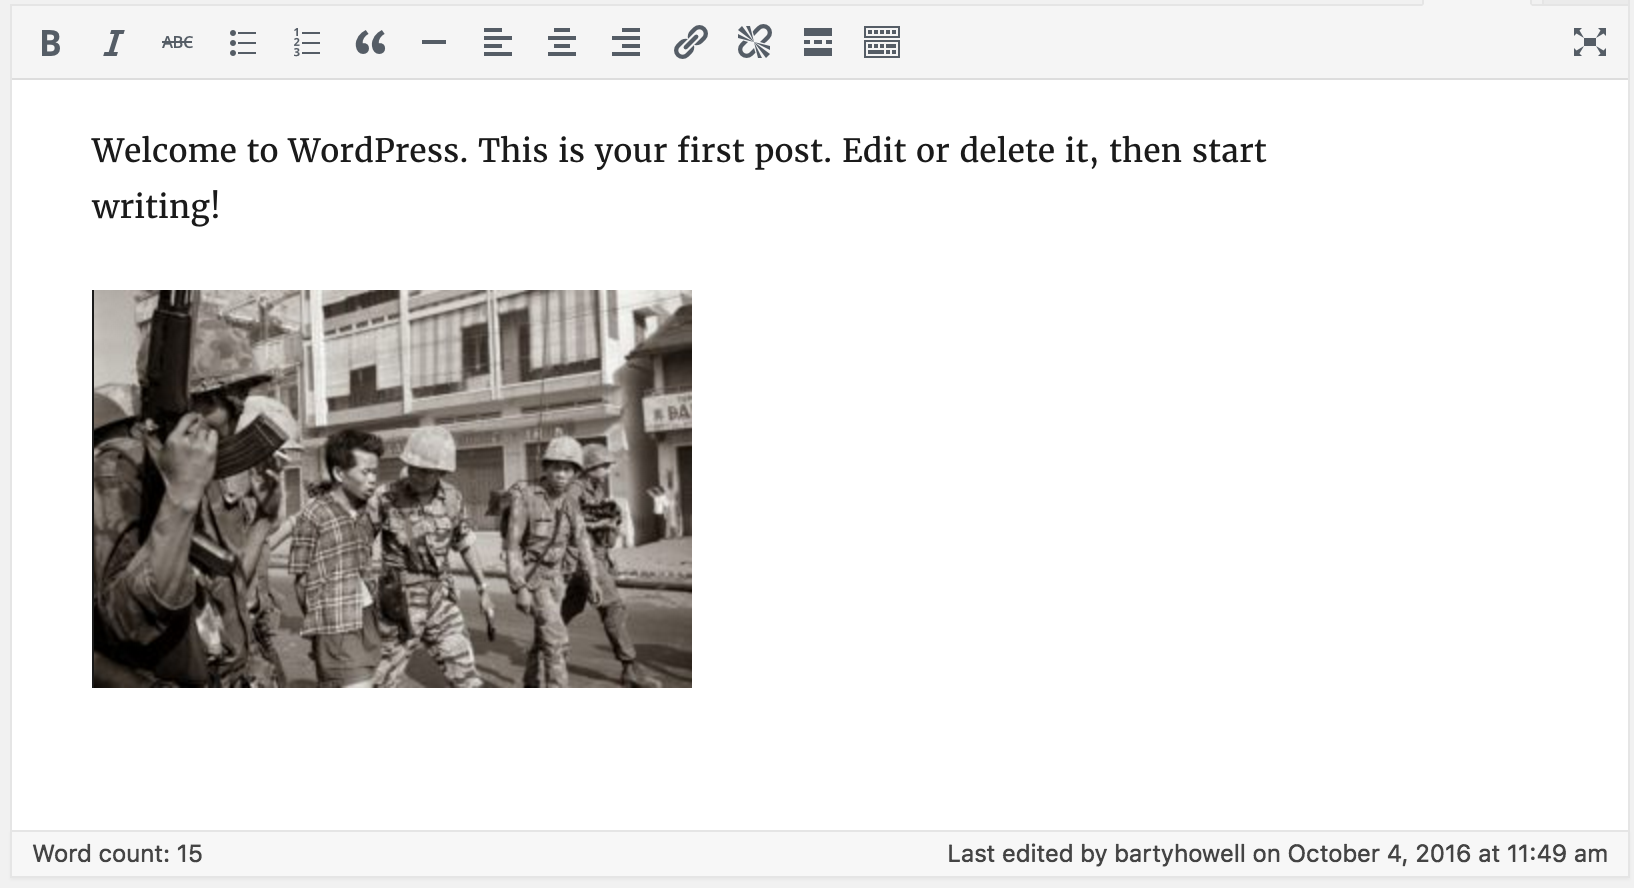 B I ABC
1
2
3
Welcome to WordPress. This is your first post. Edit or delete it, then start
writing!
Word count: 15
Last edited by bartyhowell on October 4, 2016 at 11:49 am